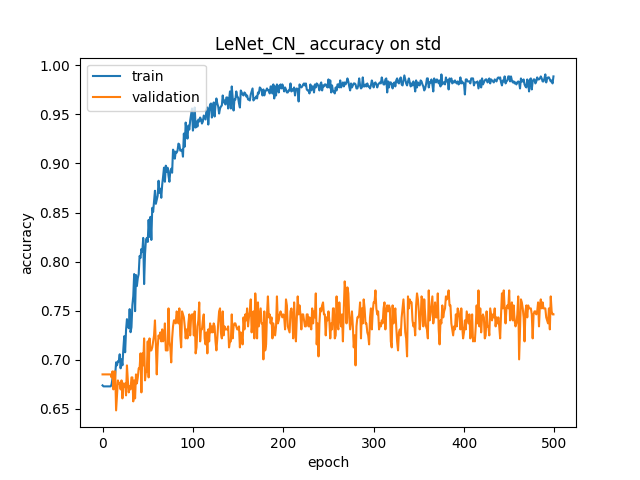 LeNet_CN_ accuracy on std
train
validation
1.00
0.95
0.90
0.85
0.80
0.75
0.70
0.65
accuracy
0 100 200 300 400 500
epoch